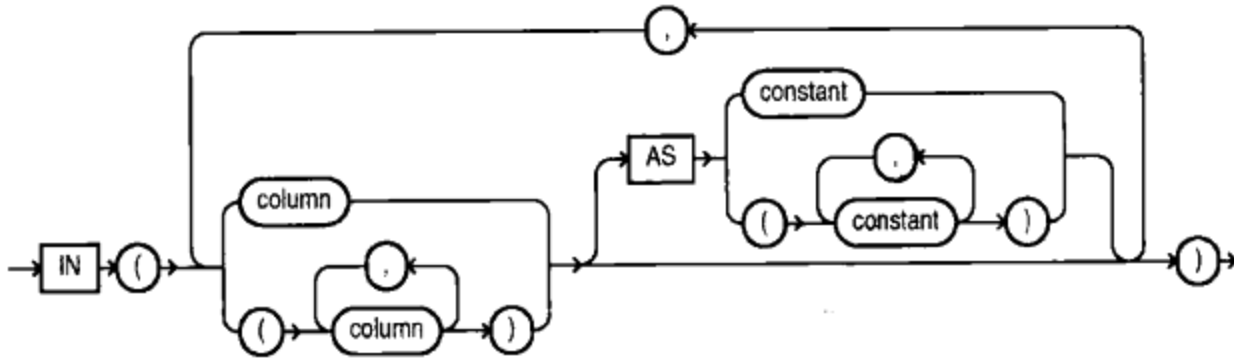 ,
constant
AS
,
column
( constant )
IN (
,
)
( column )